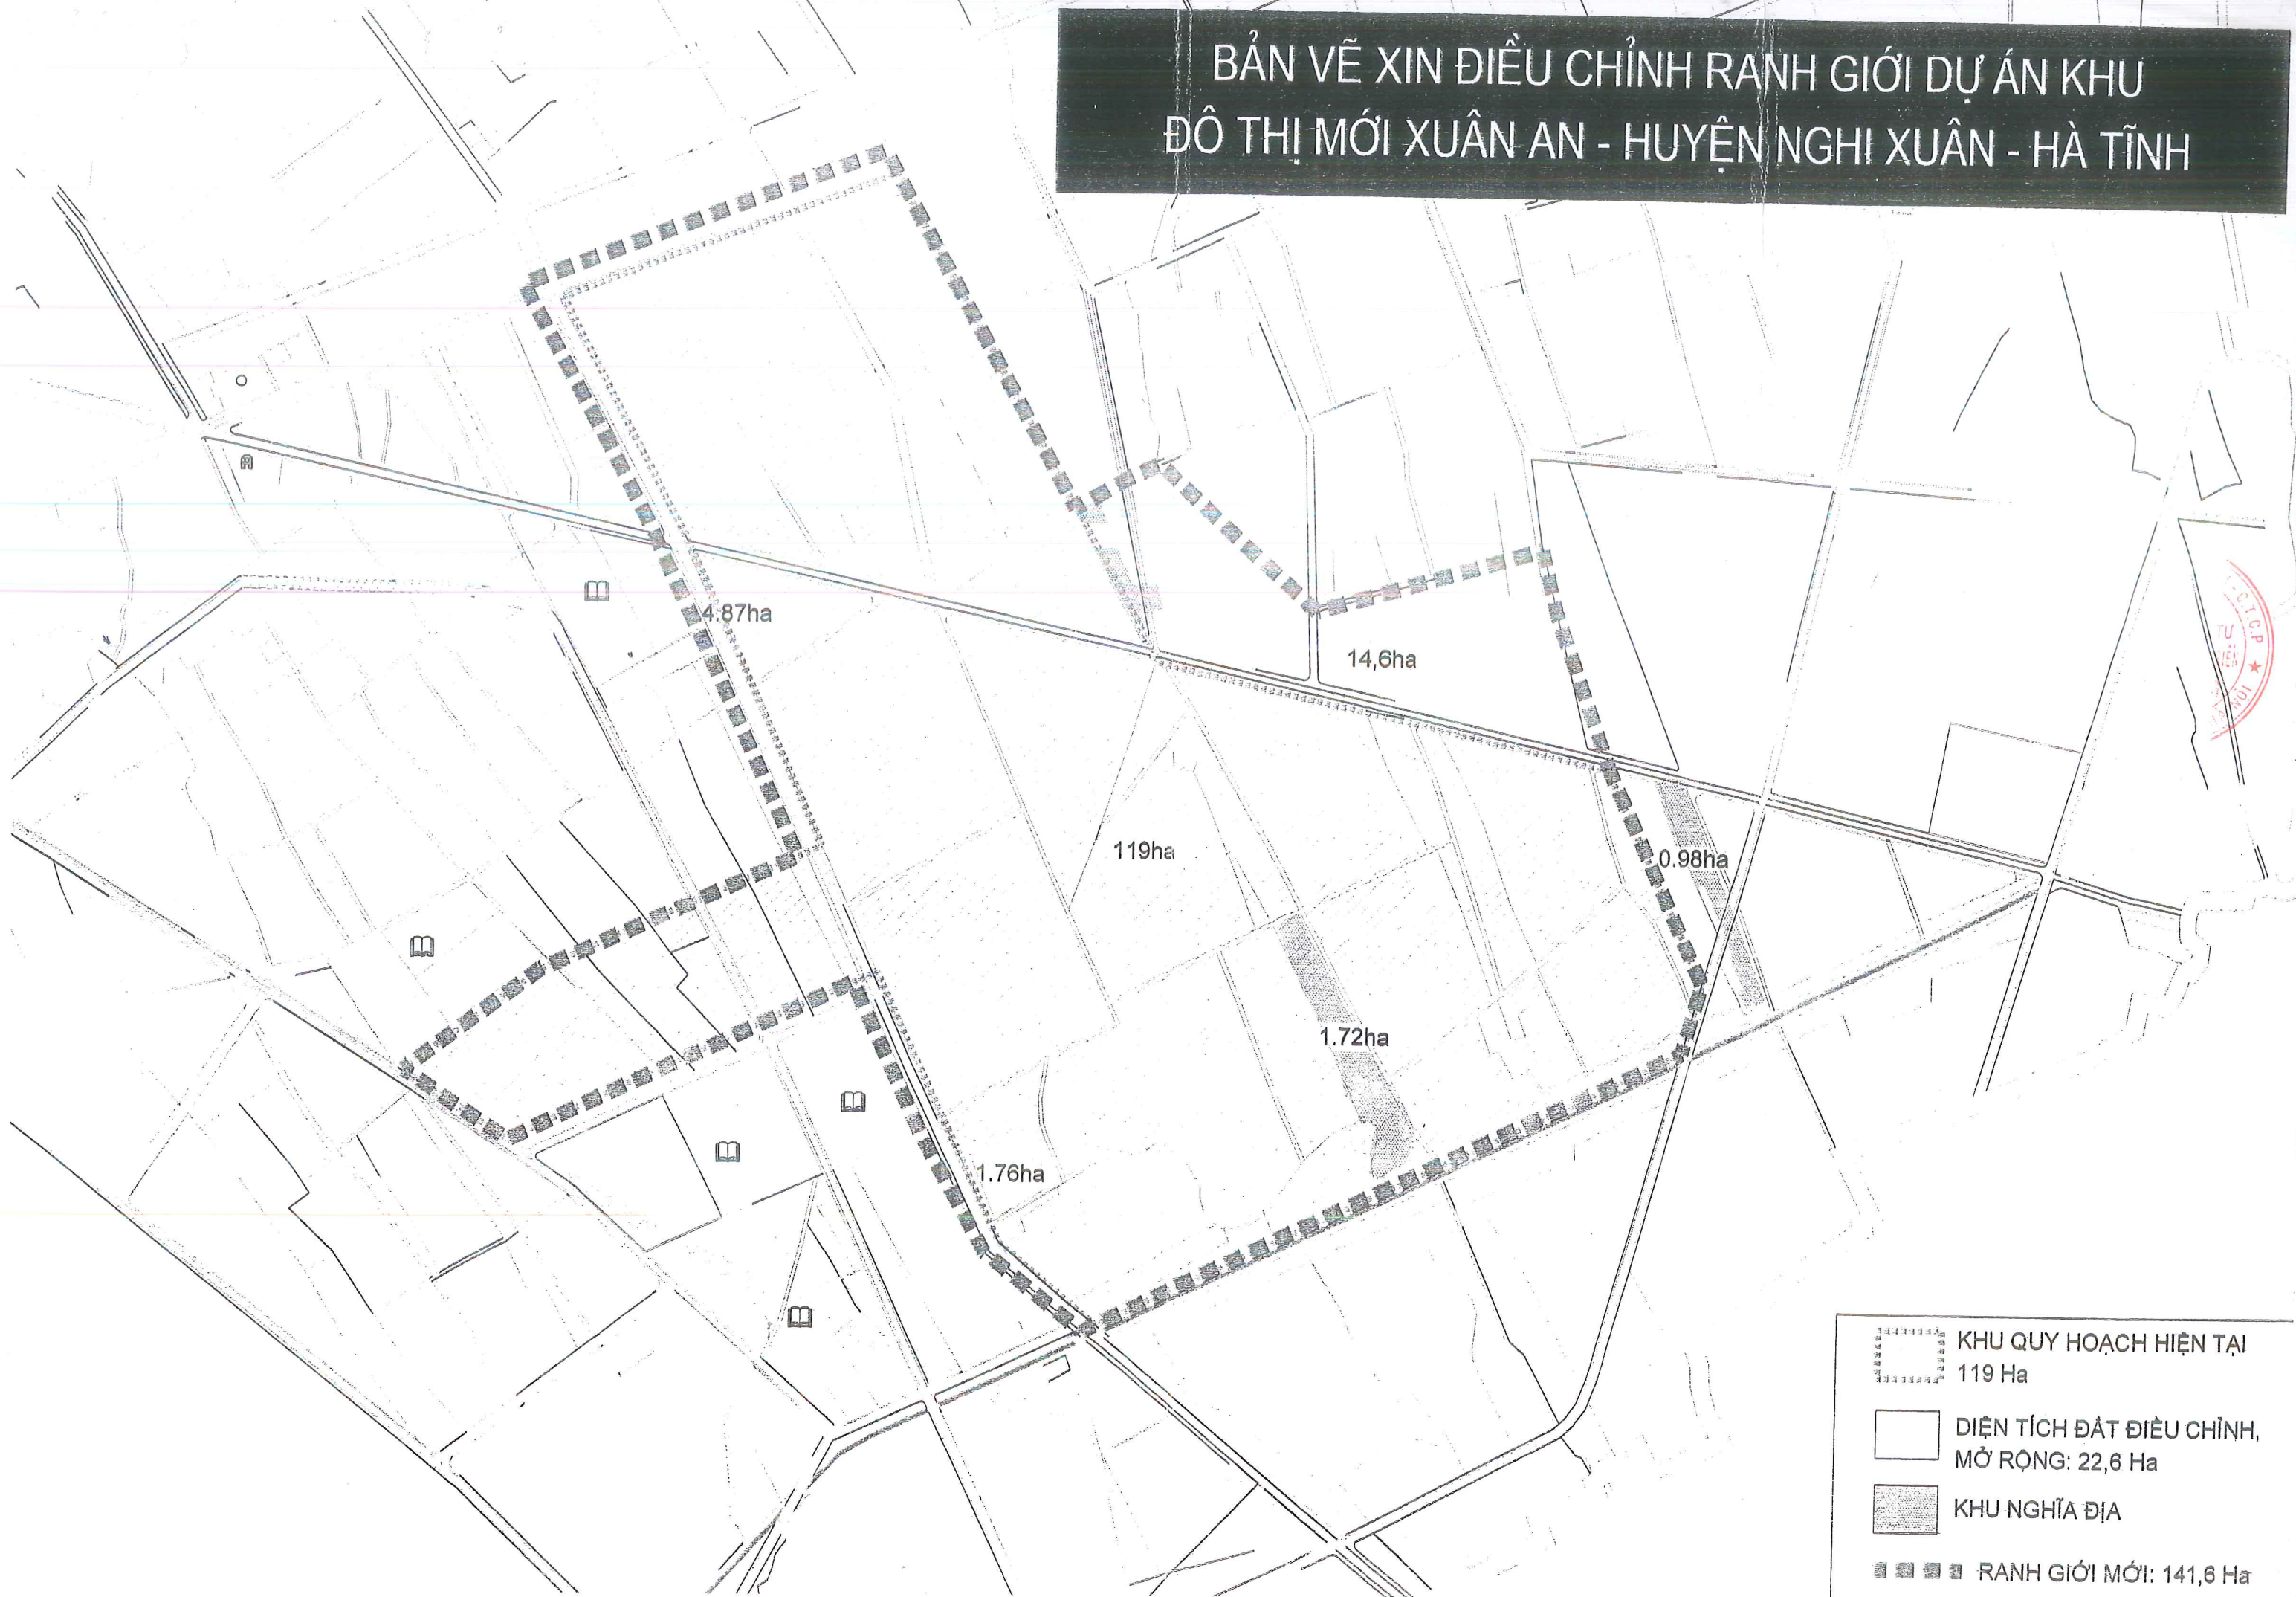 BẢN VẼ XIN ĐIỀU CHỈNH RANH GIỚI DỰ ÁN KHU
ĐÔ THỊ MỚI XUÂN AN - HUYỆN NGHI XUÂN - HÀ TĨNH
4.87ha
14,6ha
119ha
0.98ha
1.72ha
1.76ha
C.T.C.P
KHU QUY HOẠCH HIỆN TẠI
119 Ha
DIỆN TÍCH ĐẤT ĐIỀU CHỈNH,
MỞ RỘNG: 22,6 Ha
KHU NGHĨA ĐỊA
RANH GIỚI MỚI: 141,6 Ha